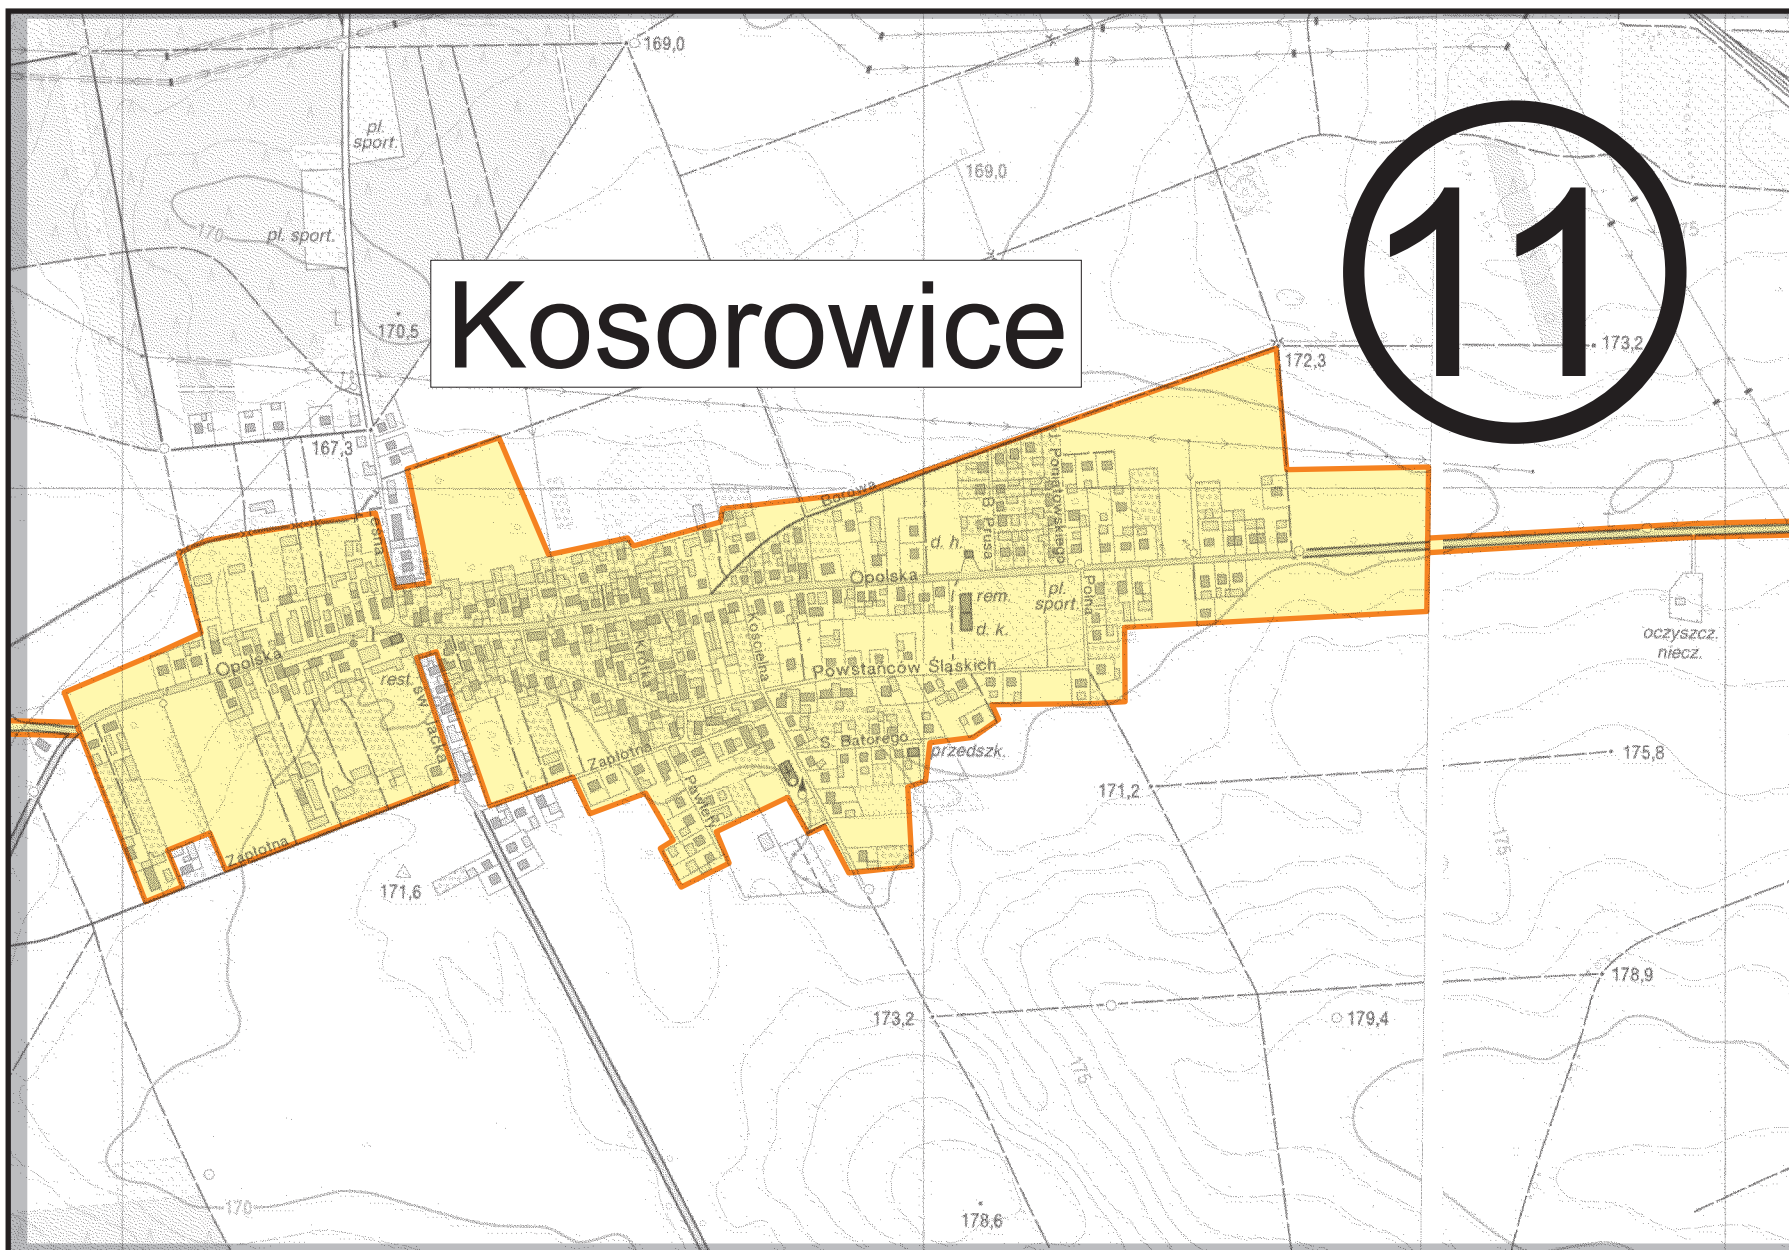 169,0
pl.
sport.
169,0
170
pl. sport.
11
75
170,5
Kosorowice
173,2
172,3
167,3
Borowa
J. Poniatowskiego
B. Prusa
d. h.
Opolska
rem.
pl.
sport.
Polna
d. k.
Kościelna
Krótka
oczyszcz.
niecz.
Opolska
Powstańców Śląskich
rest.
św. Jacka
S. Batorego
przedszk.
Zapłotna
175,8
Pawlety
171,2
175
Zapłotna
171,6
178,9
173,2
179,4
175
170
178,6